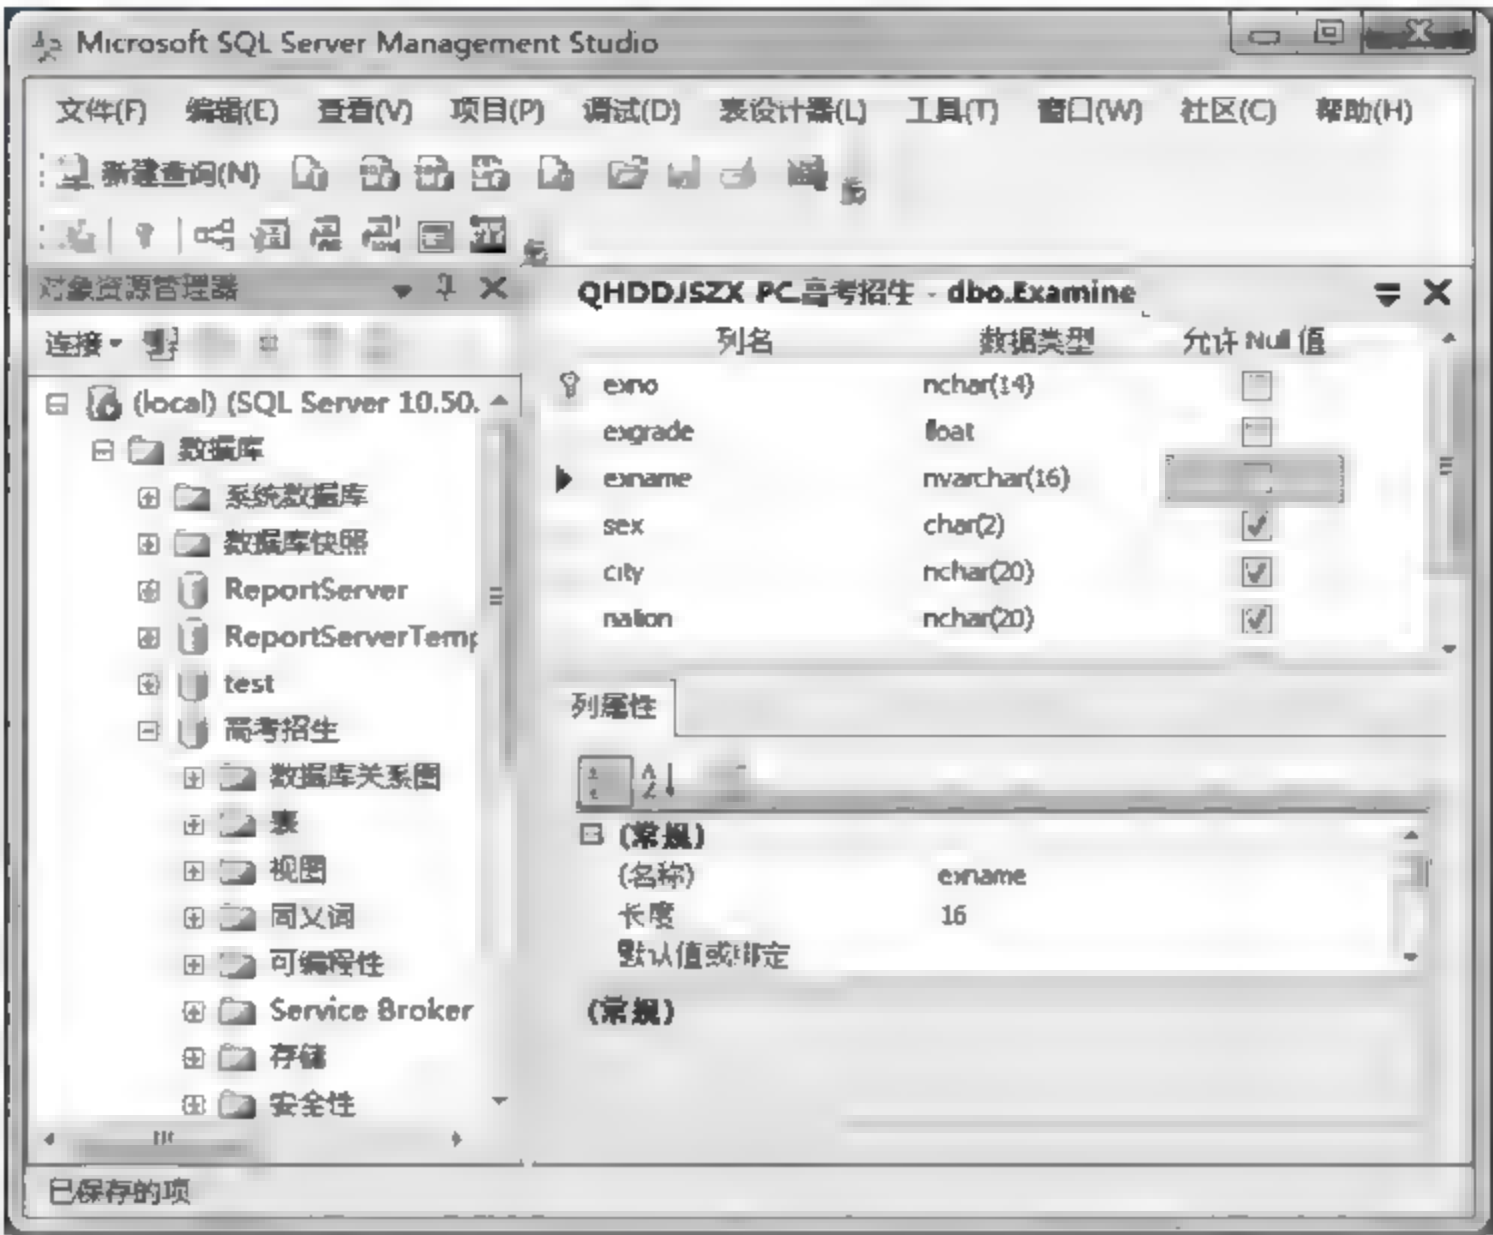 Microsoft SQL Server Management Studio
文件(F) 编辑(E) 查看(V) 项目(P) 调试(D) 表设计器(L) 工具(T) 窗口(W) 社区(C) 帮助(H)
新建查询(N)
对象资源管理器
连接
(local) (SQL Server 10.50.
数据库
系统数据库
数据库快照
ReportServer
ReportServerTemp
test
高考招生
数据库关系图
表
视图
同义词
可编程性
Service Broker
存储
安全性
QHDDJSZX PC.高考招生 - dbo.Examine
列名 数据类型 允许 Null 值
exno nchar(14)
exgrade float
exname nvarchar(16)
sex char(2)
city nchar(20)
nation nchar(20)
列属性
(常规)
(名称) exname
长度 16
默认值或绑定
(常规)
已保存的项